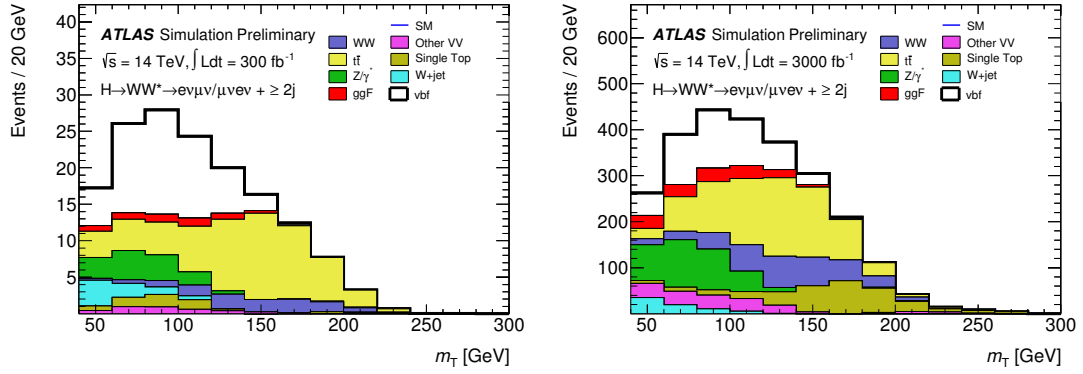 Events / 20 GeV
40
35
30
25
20
15
10
5
ATLAS Simulation Preliminary
√s = 14 TeV, ∫ Ldt = 300 fb⁻¹
H→WW*→eνμν/μνeν + ≥ 2j
SM
WW
Other VV
tt̄
Single Top
Z/γ*
W+jet
ggF
vbf
50 100 150 200 250 300
m_T [GeV]
Events / 20 GeV
600
500
400
300
200
100
ATLAS Simulation Preliminary
√s = 14 TeV, ∫ Ldt = 3000 fb⁻¹
H→WW*→eνμν/μνeν + ≥ 2j
SM
WW
Other VV
tt̄
Single Top
Z/γ*
W+jet
ggF
vbf
50 100 150 200 250 300
m_T [GeV]